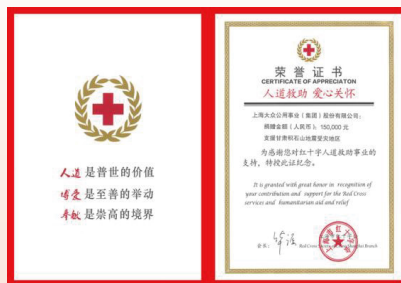 人道 是普世的价值
博爱 是至善的举动
奉献 是崇高的境界
荣誉证书
CERTIFICATE OF APPRECIATON
人道救助 爱心关怀
上海大众公用事业（集团）股份有限公司：
捐赠金额（人民币）：150,000 元
支援甘肃积石山地震受灾地区
为感谢您对红十字人道救助事业的
支持，特授此证纪念。
It is granted with great honor in recognition of
your contribution and support for the Red Cross
services and humanitarian aid and relief
Red Cross
Branch